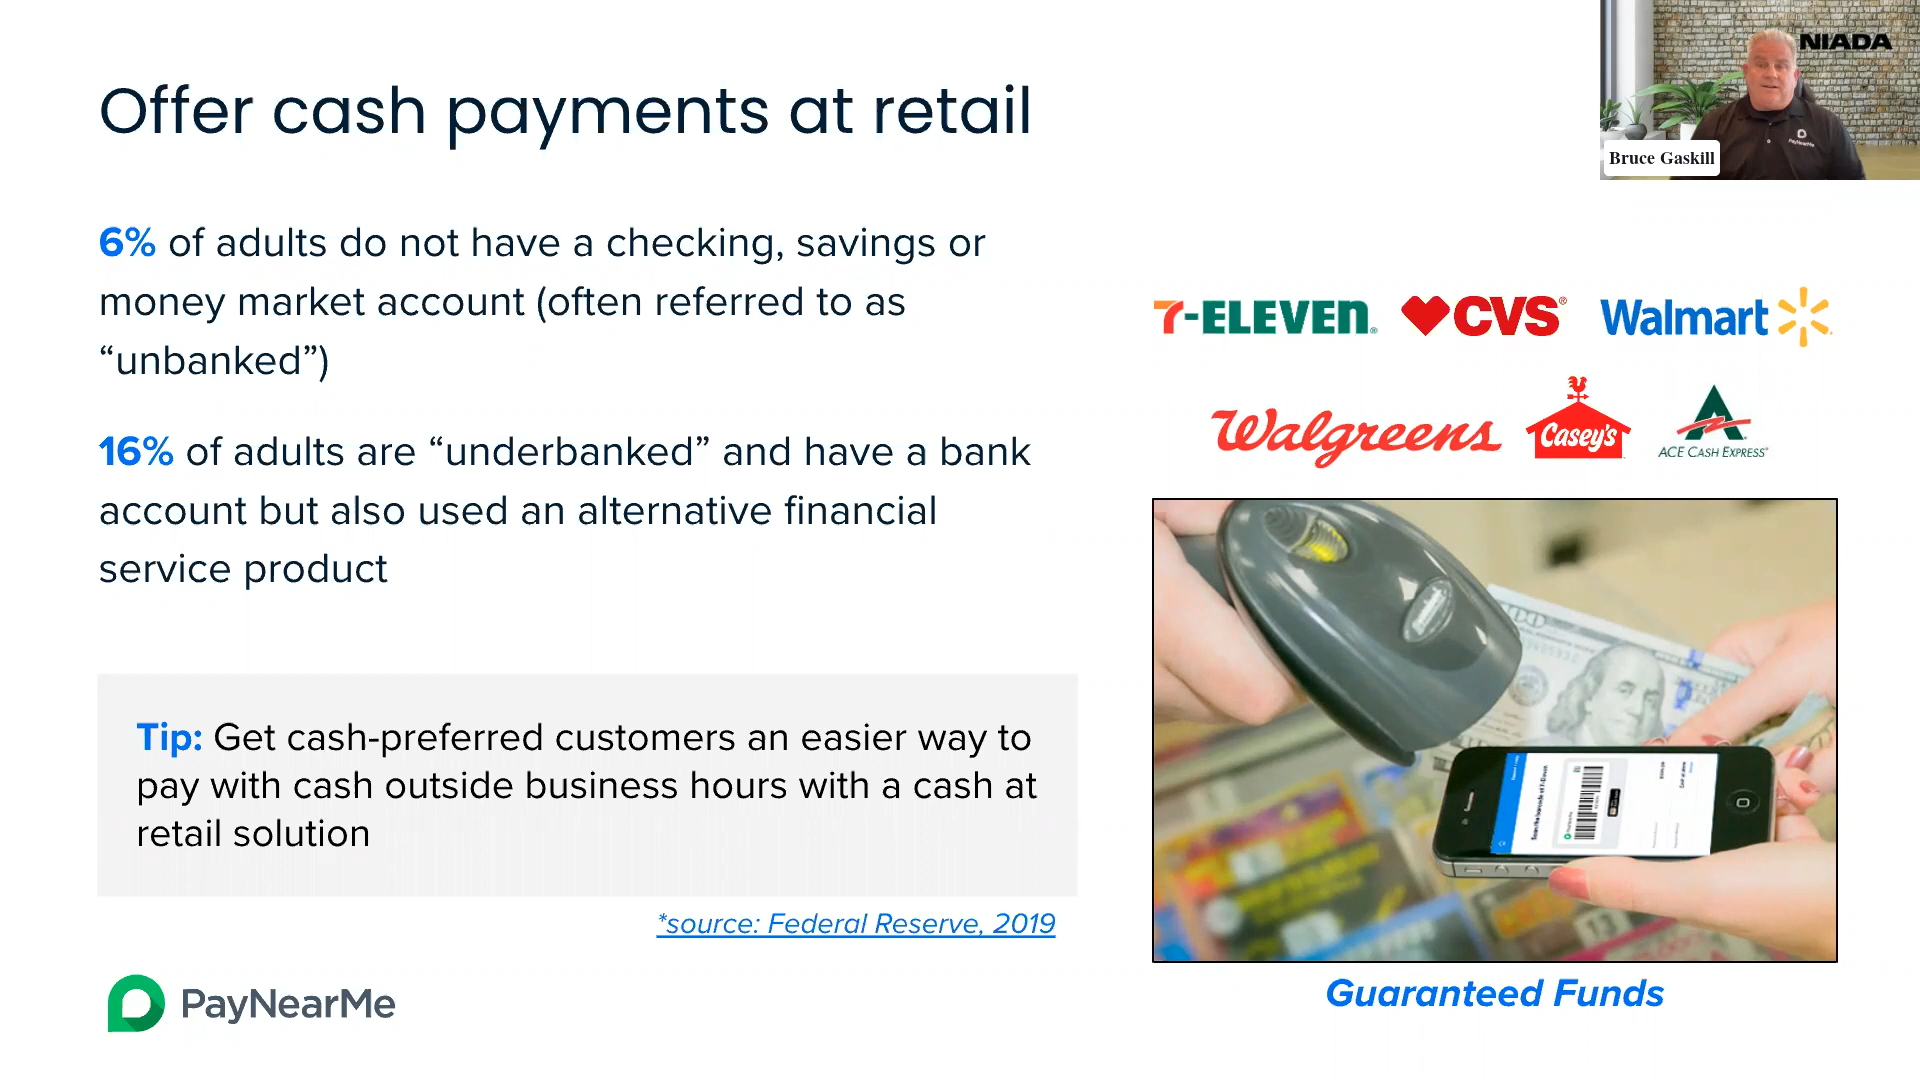 NIADA
PayNearMe
Bruce Gaskill
Offer cash payments at retail
6% of adults do not have a checking, savings or
money market account (often referred to as
“unbanked”)
16% of adults are “underbanked” and have a bank
account but also used an alternative financial
service product
7-ELEVEN®
CVS®
Walmart
Walgreens
Casey's
ACE CASH EXPRESS®
Tip: Get cash-preferred customers an easier way to
pay with cash outside business hours with a cash at
retail solution
*source: Federal Reserve, 2019
PayNearMe
Guaranteed Funds